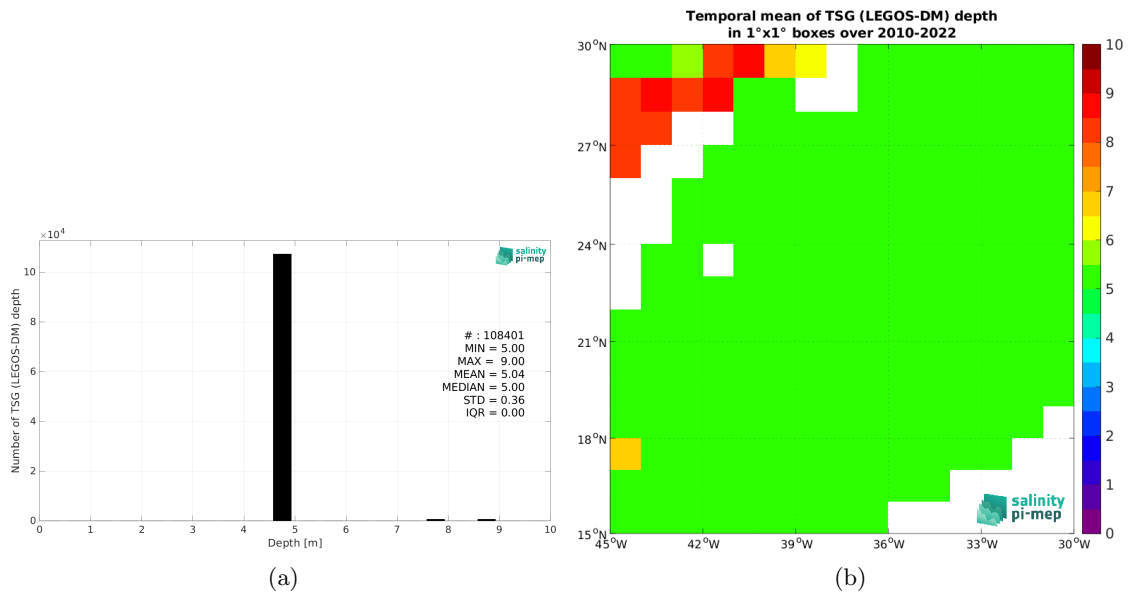 ×10⁴
10
8
6
4
2
0
Number of TSG (LEGOS-DM) depth
salinity
pi-mep
# : 108401
MIN = 5.00
MAX = 9.00
MEAN = 5.04
MEDIAN = 5.00
STD = 0.36
IQR = 0.00
0 1 2 3 4 5 6 7 8 9 10
Depth [m]
(a)
Temporal mean of TSG (LEGOS-DM) depth
in 1°x1° boxes over 2010-2022
30°N
27°N
24°N
21°N
18°N
15°N
45°W 42°W 39°W 36°W 33°W 30°W
salinity
pi-mep
10
9
8
7
6
5
4
3
2
1
0
(b)